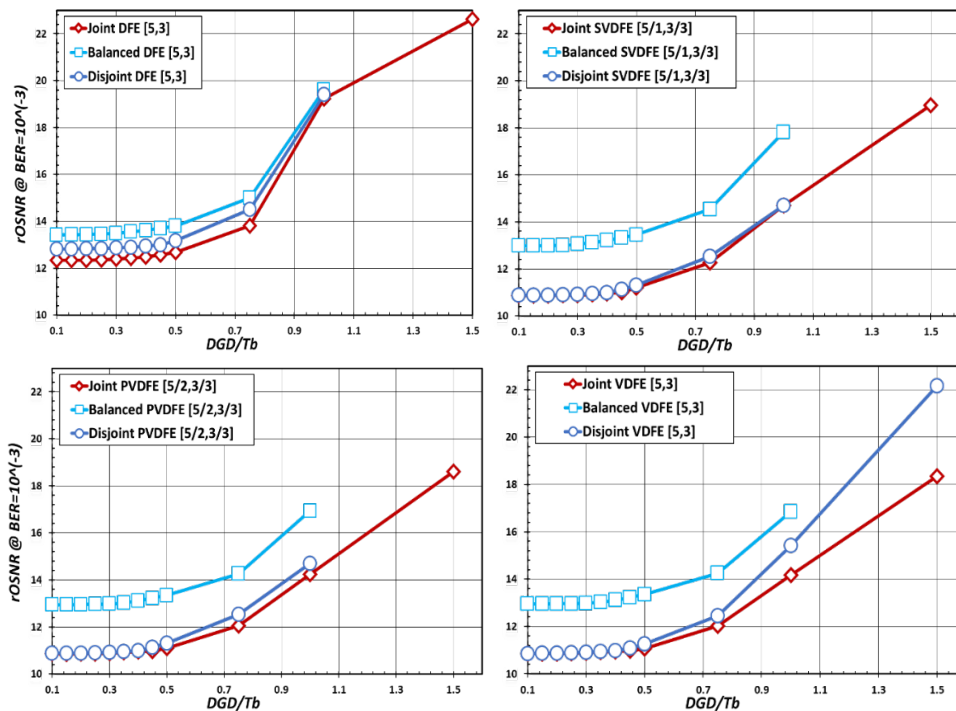 22
20
18
16
14
12
10
rOSNR @ BER=10^(-3)
Joint DFE [5,3]
Balanced DFE [5,3]
Disjoint DFE [5,3]
0.1 0.3 0.5 0.7 0.9 1.1 1.3 1.5
DGD/Tb
22
20
18
16
14
12
10
Joint SVDFE [5/1,3/3]
Balanced SVDFE [5/1,3/3]
Disjoint SVDFE [5/1,3/3]
0.1 0.3 0.5 0.7 0.9 1.1 1.3 1.5
DGD/Tb
22
20
18
16
14
12
10
rOSNR @ BER=10^(-3)
Joint PVDFE [5/2,3/3]
Balanced PVDFE [5/2,3/3]
Disjoint PVDFE [5/2,3/3]
0.1 0.3 0.5 0.7 0.9 1.1 1.3 1.5
DGD/Tb
22
20
18
16
14
12
10
Joint VDFE [5,3]
Balanced VDFE [5,3]
Disjoint VDFE [5,3]
0.1 0.3 0.5 0.7 0.9 1.1 1.3 1.5
DGD/Tb